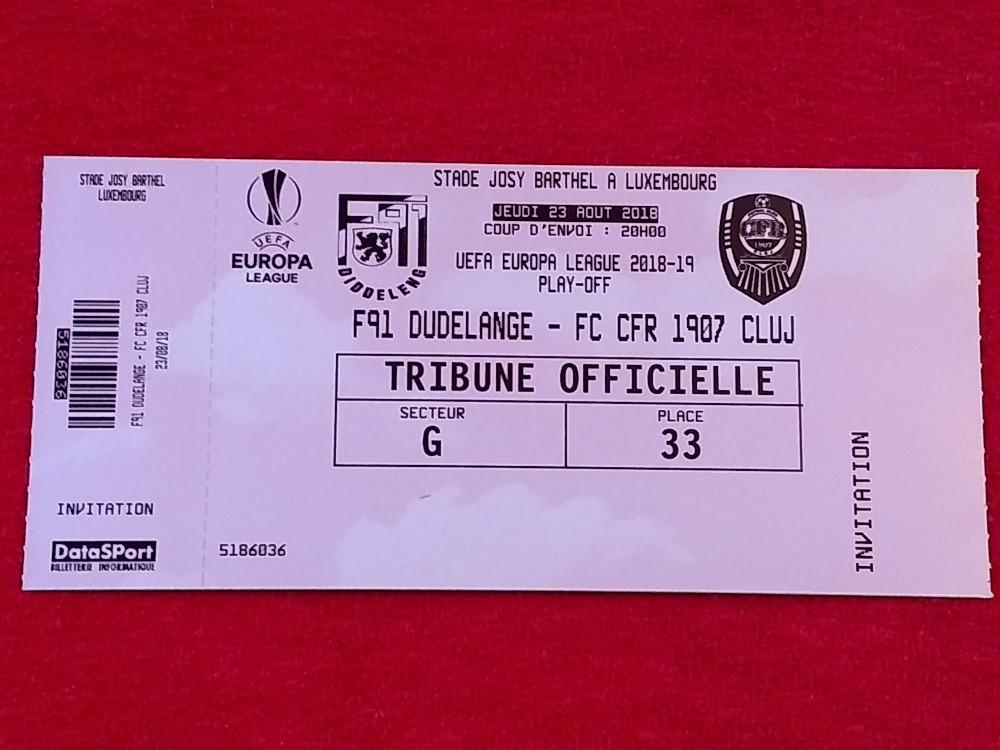 STADE JOSY BARTHEL
LUXEMBOURG
5186036
F91 DUDELANGE - FC CFR 1907 CLUJ
23/08/18
INVITATION
DataSPort
BILLETTERIE INFORMATIQUE
UEFA
EUROPA
LEAGUE
F91
DIDDELENG
STADE JOSY BARTHEL A LUXEMBOURG
JEUDI 23 AOUT 2018
COUP D'ENVOI : 20H00
UEFA EUROPA LEAGUE 2018-19
PLAY-OFF
CFR
1907
F91 DUDELANGE - FC CFR 1907 CLUJ
TRIBUNE OFFICIELLE
SECTEUR
G
PLACE
33
5186036
INVITATION